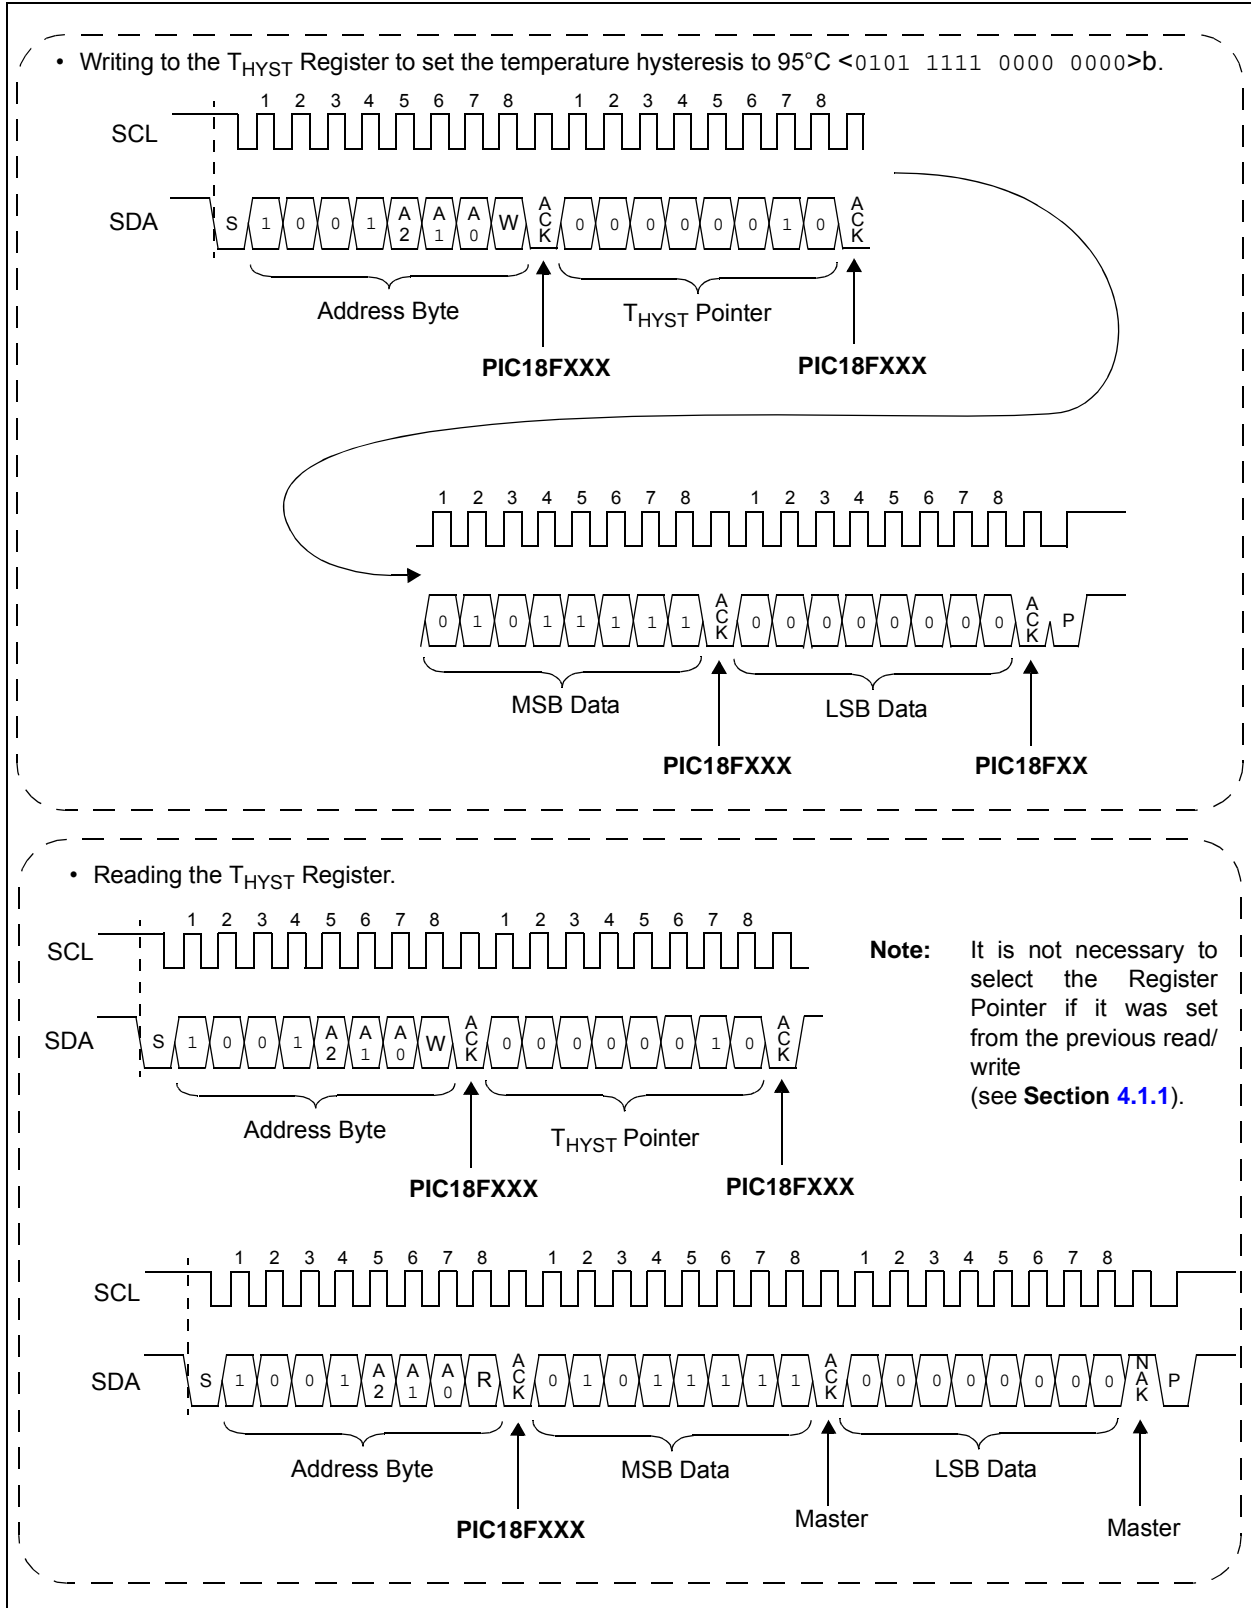 • Writing to the THYST Register to set the temperature hysteresis to 95°C <0101 1111 0000 0000>b.
1 2 3 4 5 6 7 8 1 2 3 4 5 6 7 8
SCL
SDA S 1 0 0 1 A2 A1 A0 W ACK 0 0 0 0 0 0 1 0 ACK
Address Byte THYST Pointer
PIC18FXXX PIC18FXXX
1 2 3 4 5 6 7 8 1 2 3 4 5 6 7 8
0 1 0 1 1 1 1 1 ACK 0 0 0 0 0 0 0 0 ACK P
MSB Data LSB Data
PIC18FXXX PIC18FXX
• Reading the THYST Register.
1 2 3 4 5 6 7 8 1 2 3 4 5 6 7 8
SCL
SDA S 1 0 0 1 A2 A1 A0 W ACK 0 0 0 0 0 0 1 0 ACK
Address Byte THYST Pointer
PIC18FXXX PIC18FXXX
Note: It is not necessary to
select the Register
Pointer if it was set
from the previous read/
write
(see Section 4.1.1).
1 2 3 4 5 6 7 8 1 2 3 4 5 6 7 8 1 2 3 4 5 6 7 8
SCL
SDA S 1 0 0 1 A2 A1 A0 R ACK 0 1 0 1 1 1 1 1 ACK 0 0 0 0 0 0 0 0 NAK P
Address Byte MSB Data LSB Data
PIC18FXXX Master Master